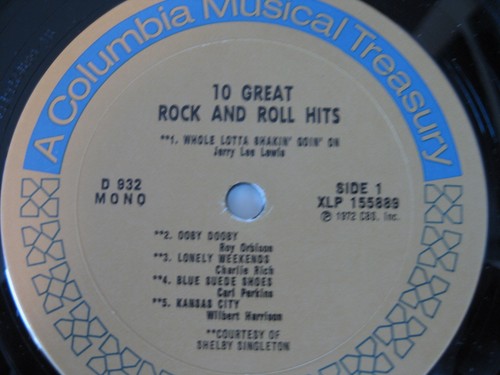 A Columbia Musical Treasury
10 GREAT
ROCK AND ROLL HITS
**1. WHOLE LOTTA SHAKIN' GOIN' ON
Jerry Lee Lewis
D 932
MONO
SIDE 1
XLP 155889
Ⓟ 1972 CBS, Inc.
**2. OOBY DOOBY
Roy Orbison
**3. LONELY WEEKENDS
Charlie Rich
**4. BLUE SUEDE SHOES
Carl Perkins
**5. KANSAS CITY
Wilbert Harrison
**COURTESY OF
SHELBY SINGLETON